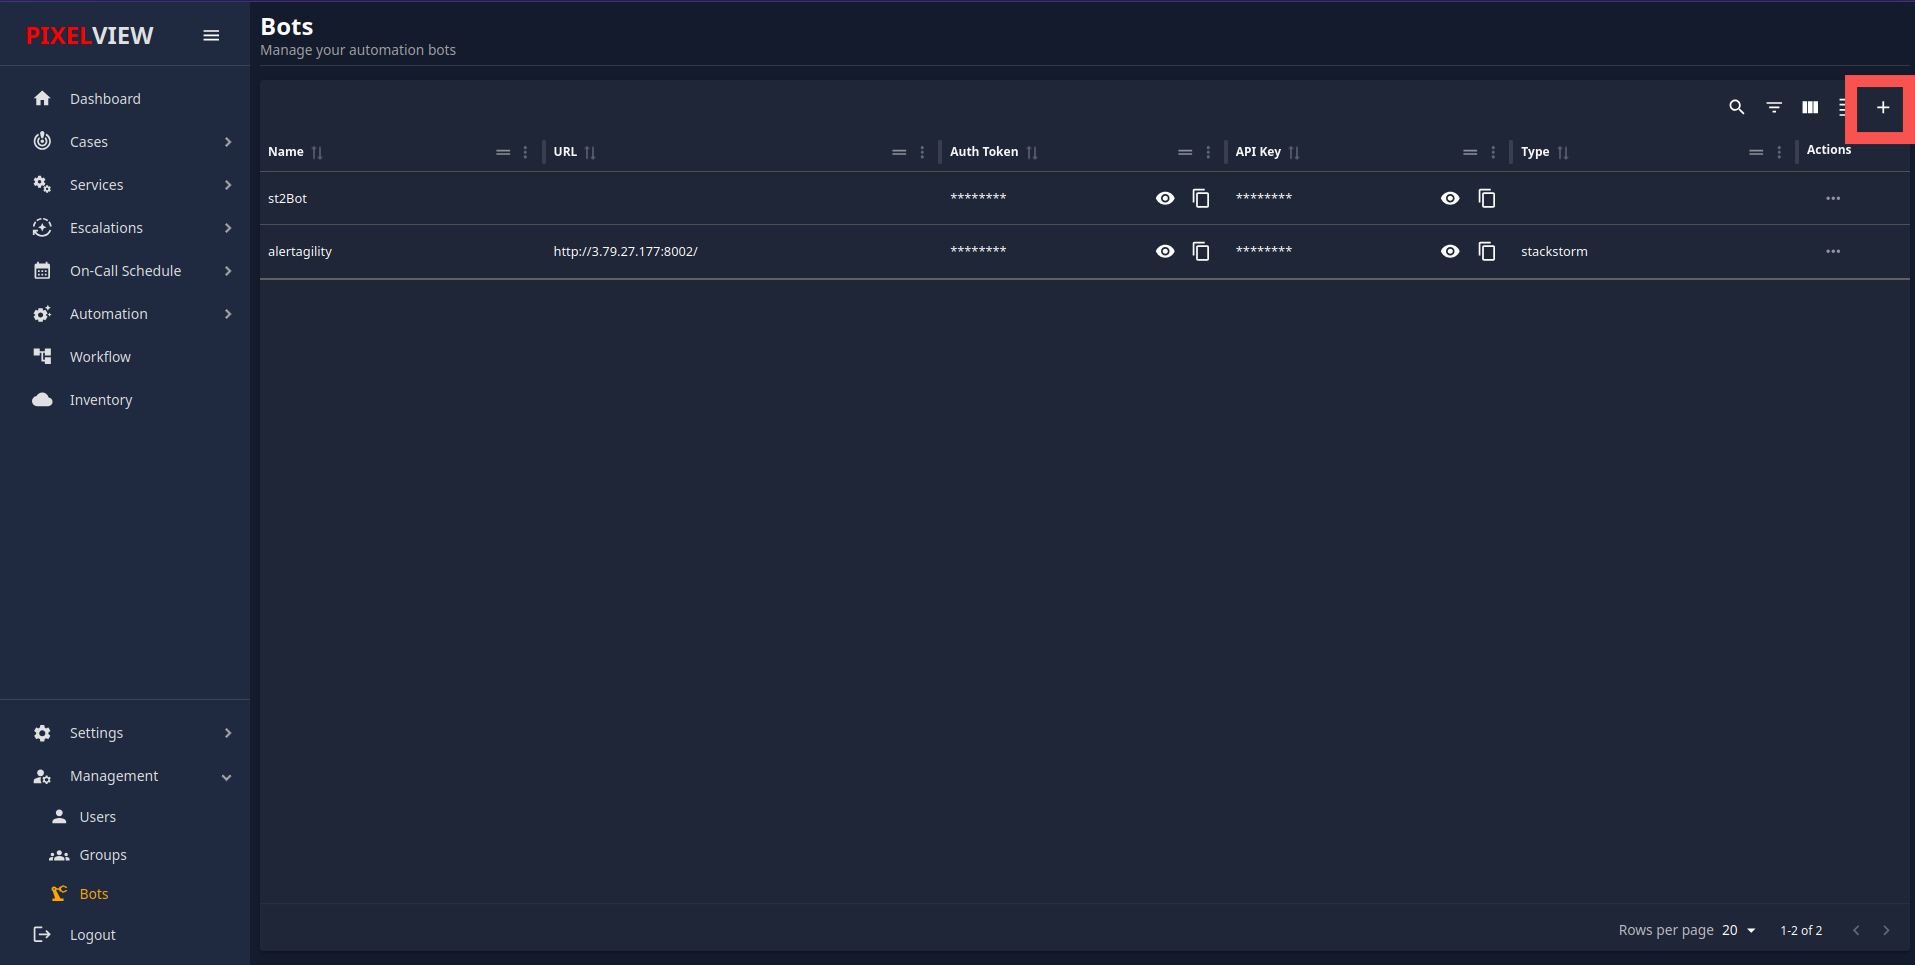 PIXELVIEW
Dashboard
Cases
Services
Escalations
On-Call Schedule
Automation
Workflow
Inventory
Settings
Management
Users
Groups
Bots
Logout
Bots
Manage your automation bots
Name URL Auth Token API Key Type Actions
st2Bot ******** ********
alertagility http://3.79.27.177:8002/ ******** ******** stackstorm
Rows per page 20 1-2 of 2